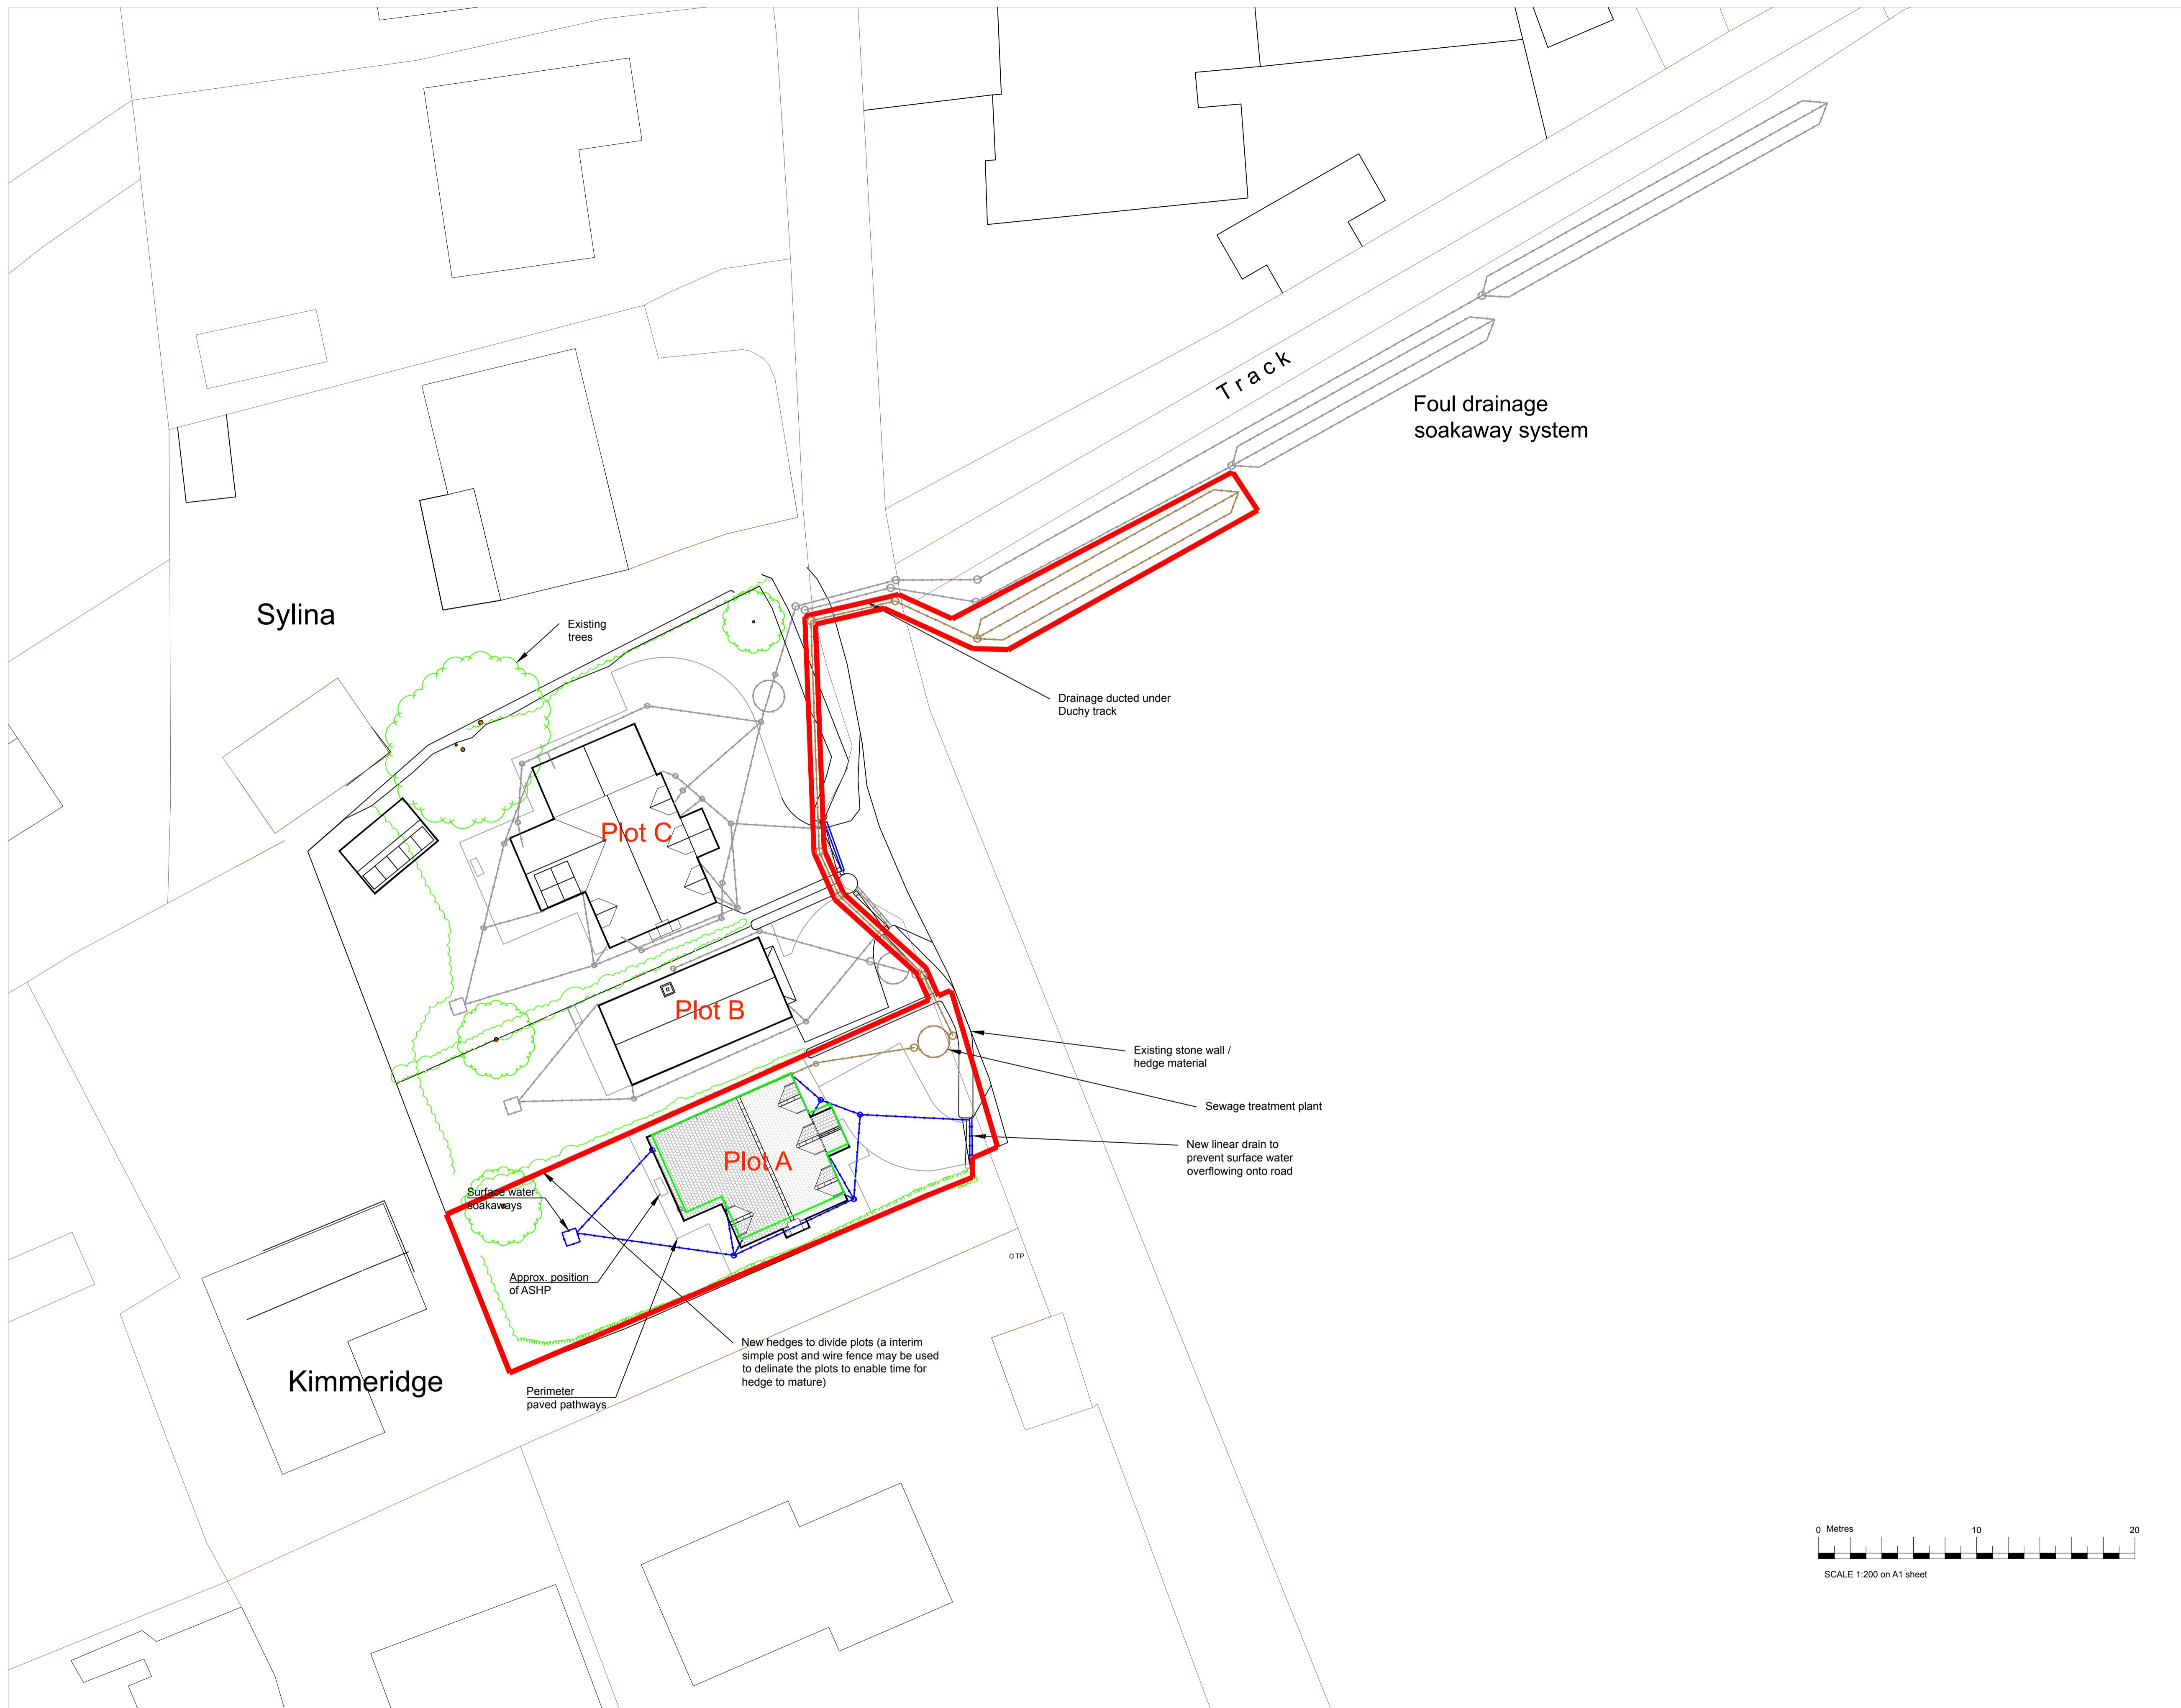 Track
Foul drainage
soakaway system
Sylina
Existing
trees
Drainage ducted under
Duchy track
Plot C
Plot B
Existing stone wall /
hedge material
Sewage treatment plant
New linear drain to
prevent surface water
overflowing onto road
Plot A
Surface water
soakaways
TP
Approx. position
of ASHP
New hedges to divide plots (a interim
simple post and wire fence may be used
to delinate the plots to enable time for
hedge to mature)
Kimmeridge
Perimeter
paved pathways
0 Metres 10 20
SCALE 1:200 on A1 sheet